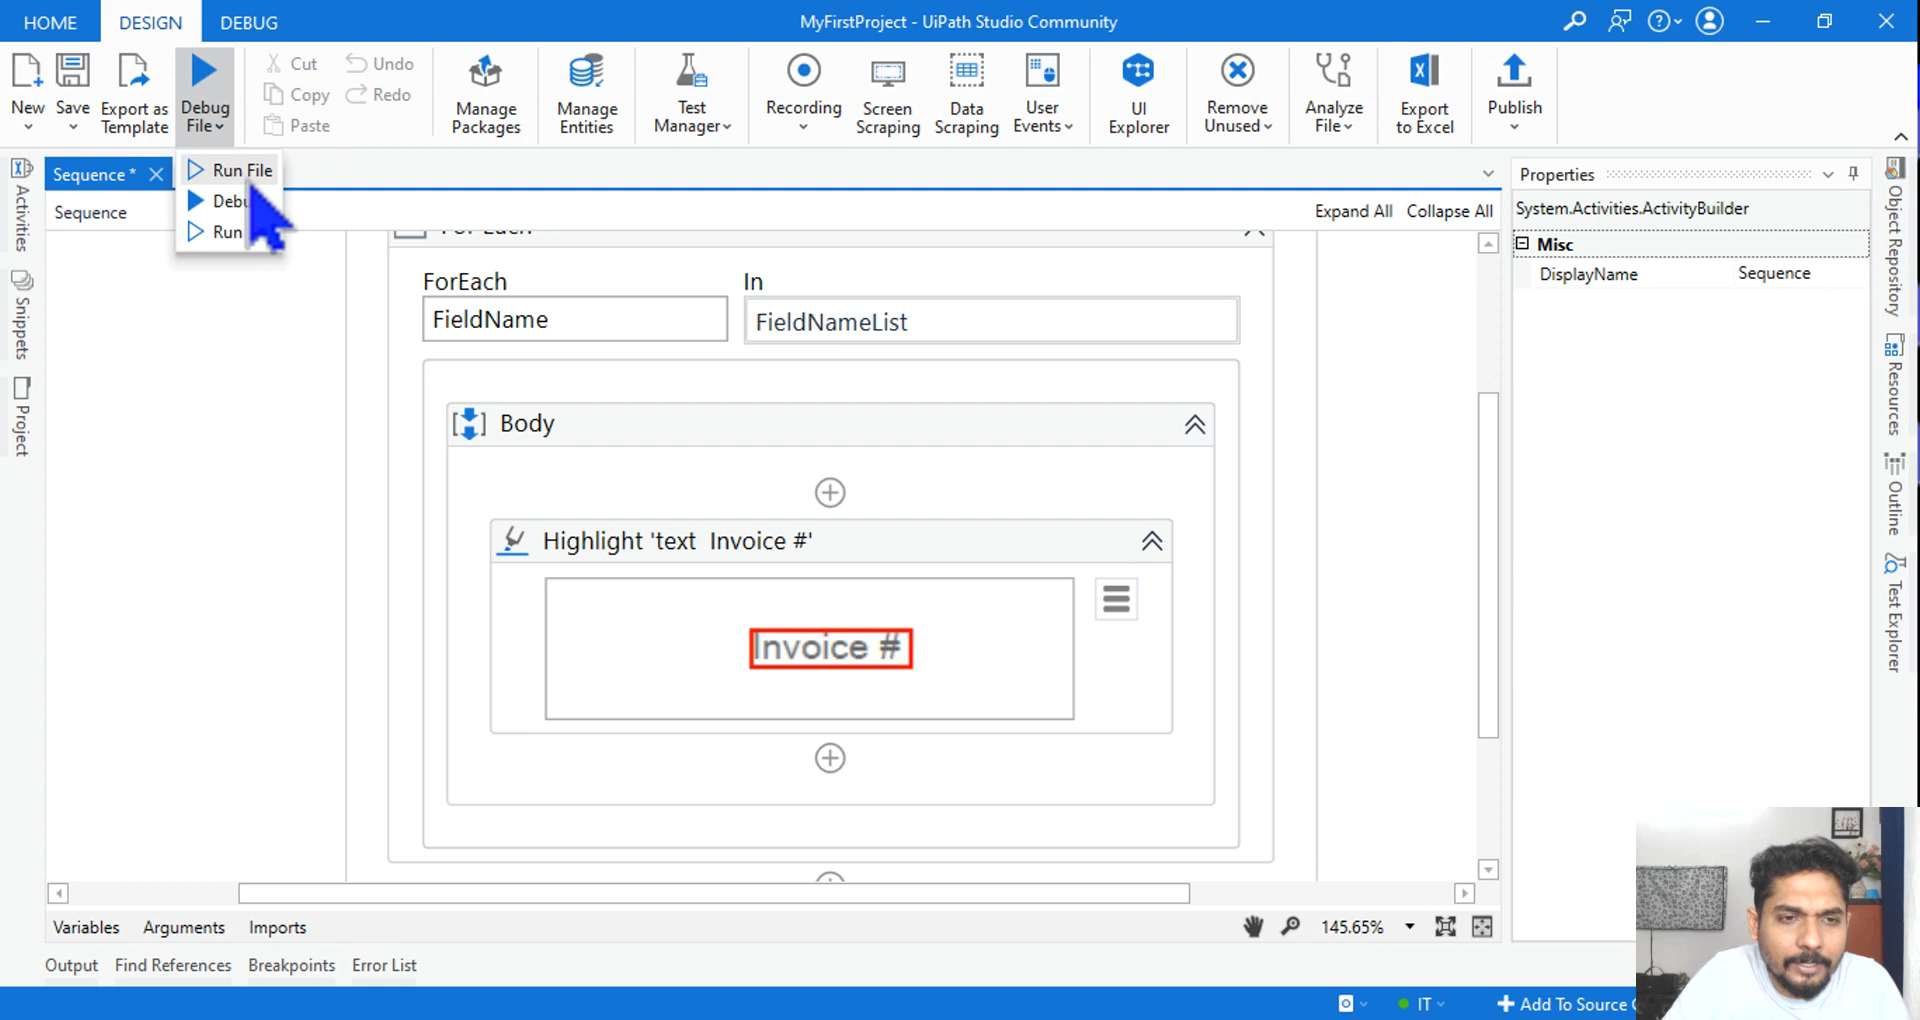 HOME DESIGN DEBUG MyFirstProject - UiPath Studio Community
New Save Export as Template Debug File Cut Copy Paste Undo Redo Manage Packages Manage Entities Test Manager Recording Screen Scraping Data Scraping User Events UI Explorer Remove Unused Analyze File Export to Excel Publish
Sequence *
Run File
Run
Sequence
Expand All Collapse All
Activities
Snippets
Project
ForEach In
FieldName FieldNameList
Body
Highlight 'text Invoice #'
Invoice #
Properties
System.Activities.ActivityBuilder
Misc
DisplayName Sequence
Object Repository
Resources
Outline
Test Explorer
Variables Arguments Imports 145.65%
Output Find References Breakpoints Error List
IT Add To Source